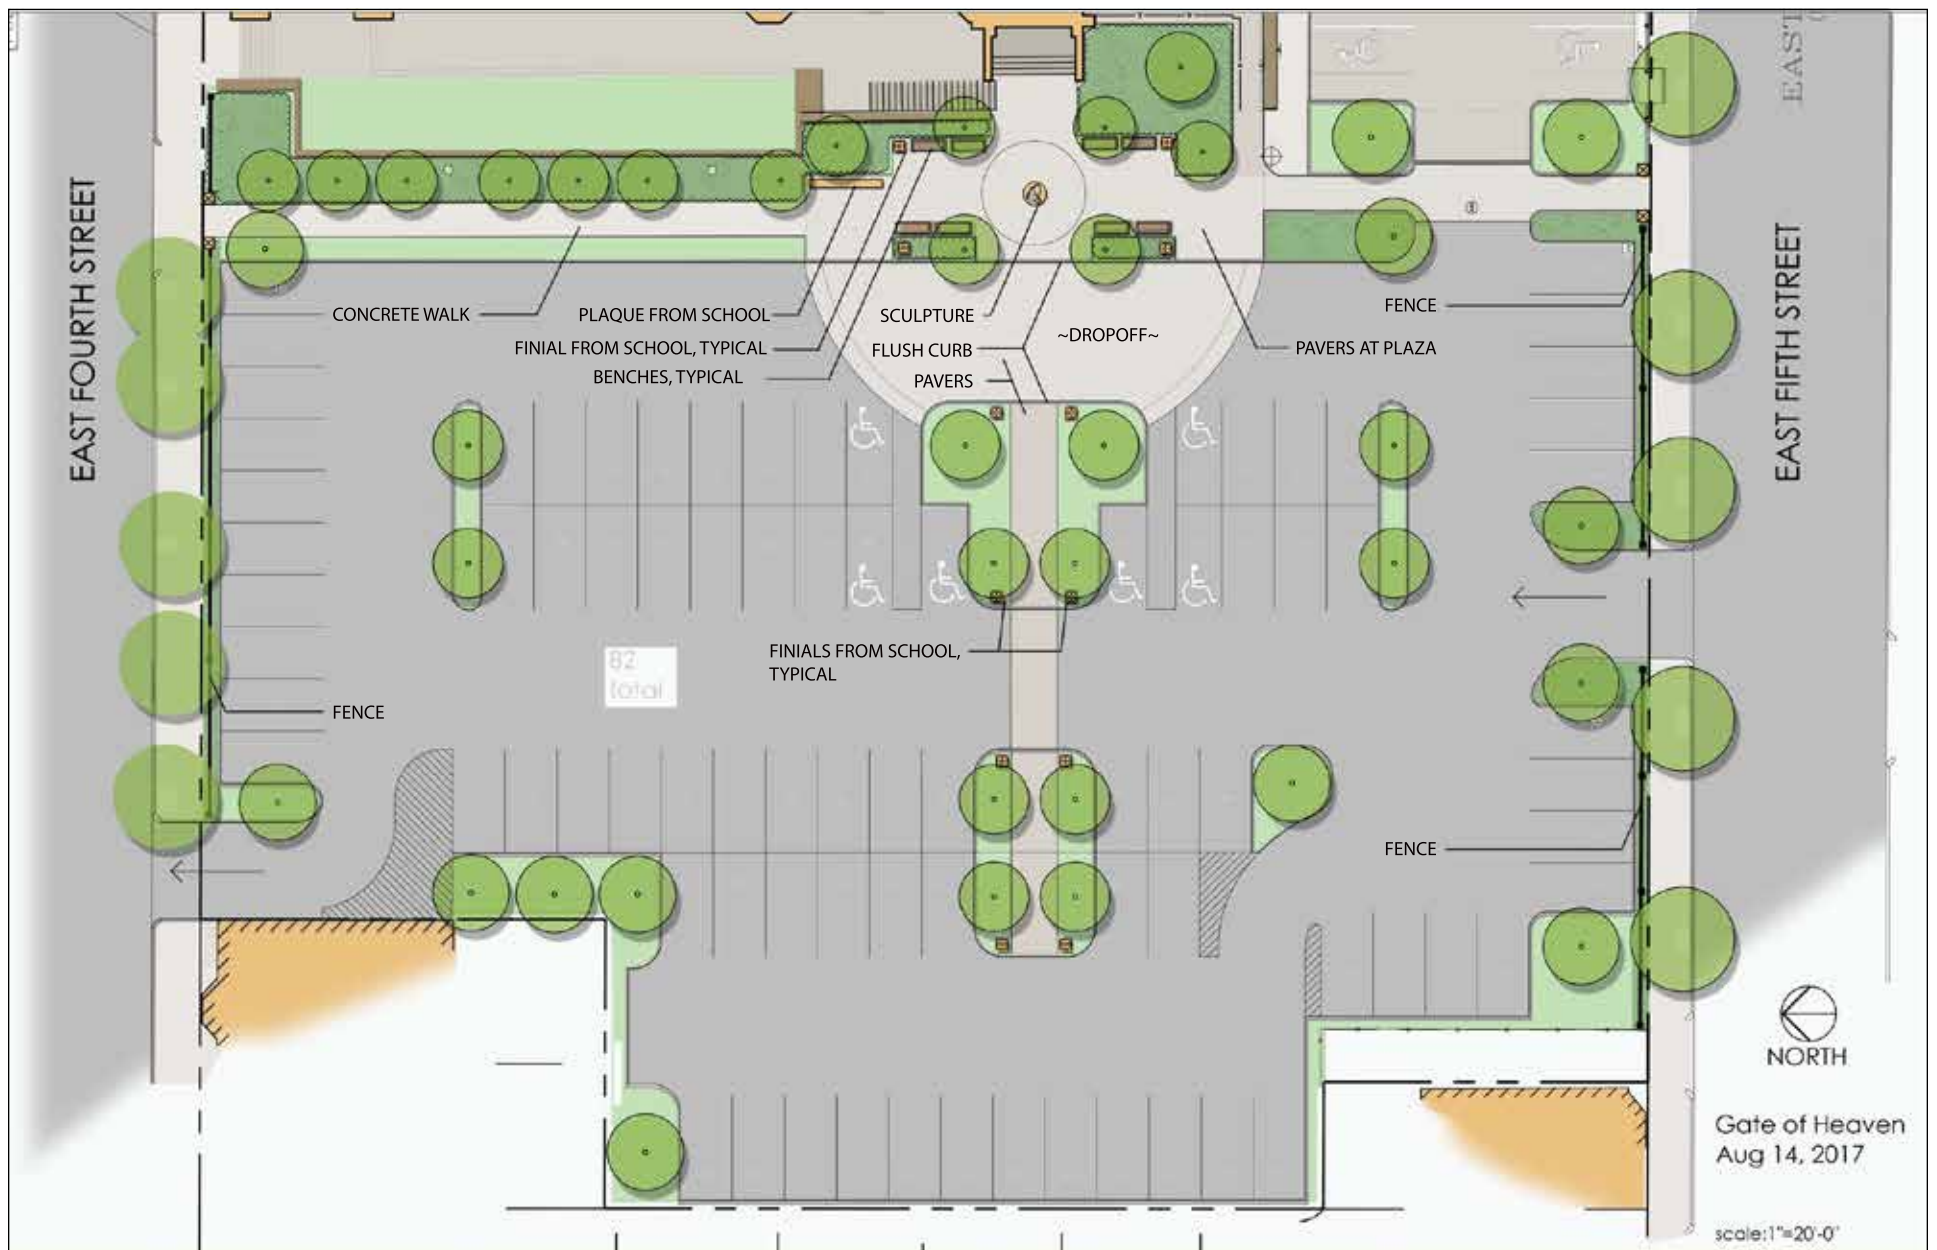 EAST
EAST FOURTH STREET
EAST FIFTH STREET
CONCRETE WALK
PLAQUE FROM SCHOOL
FINIAL FROM SCHOOL, TYPICAL
BENCHES, TYPICAL
SCULPTURE
FLUSH CURB
PAVERS
~DROPOFF~
FENCE
PAVERS AT PLAZA
82
total
FINIALS FROM SCHOOL,
TYPICAL
FENCE
FENCE
NORTH
Gate of Heaven
Aug 14, 2017
scale:1"=20'-0"